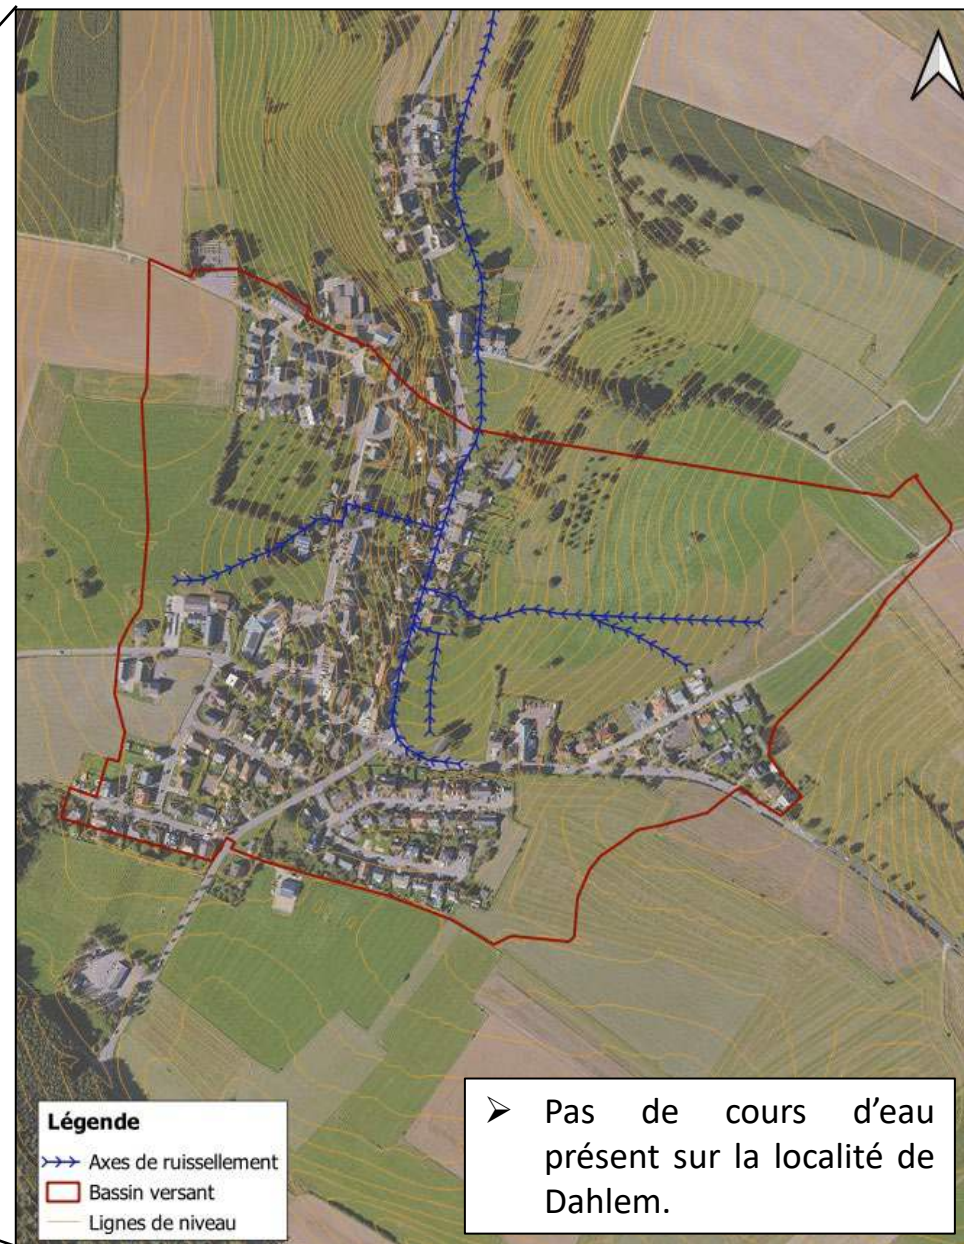 Légende
Axes de ruissellement
Bassin versant
Lignes de niveau
➢ Pas de cours d’eau
présent sur la localité de
Dahlem.